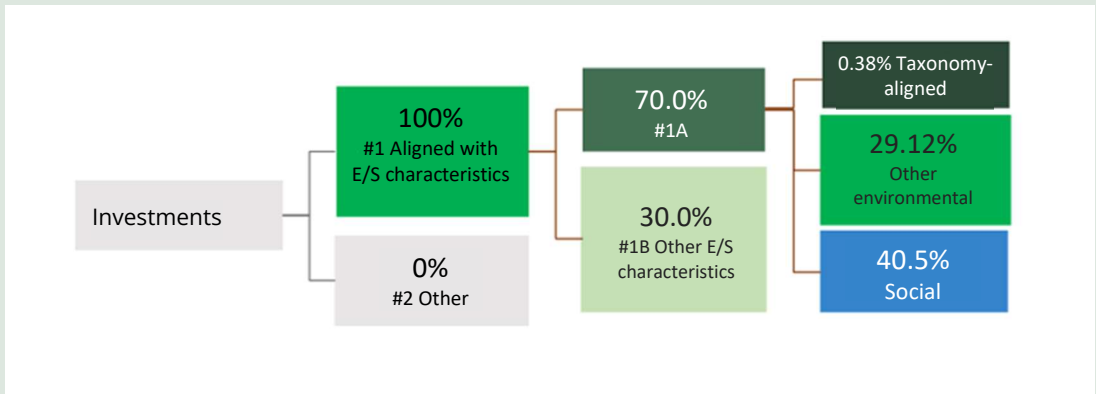 Investments
100%
#1 Aligned with
E/S characteristics
0%
#2 Other
70.0%
#1A
30.0%
#1B Other E/S
characteristics
0.38% Taxonomy-
aligned
29.12%
Other
environmental
40.5%
Social